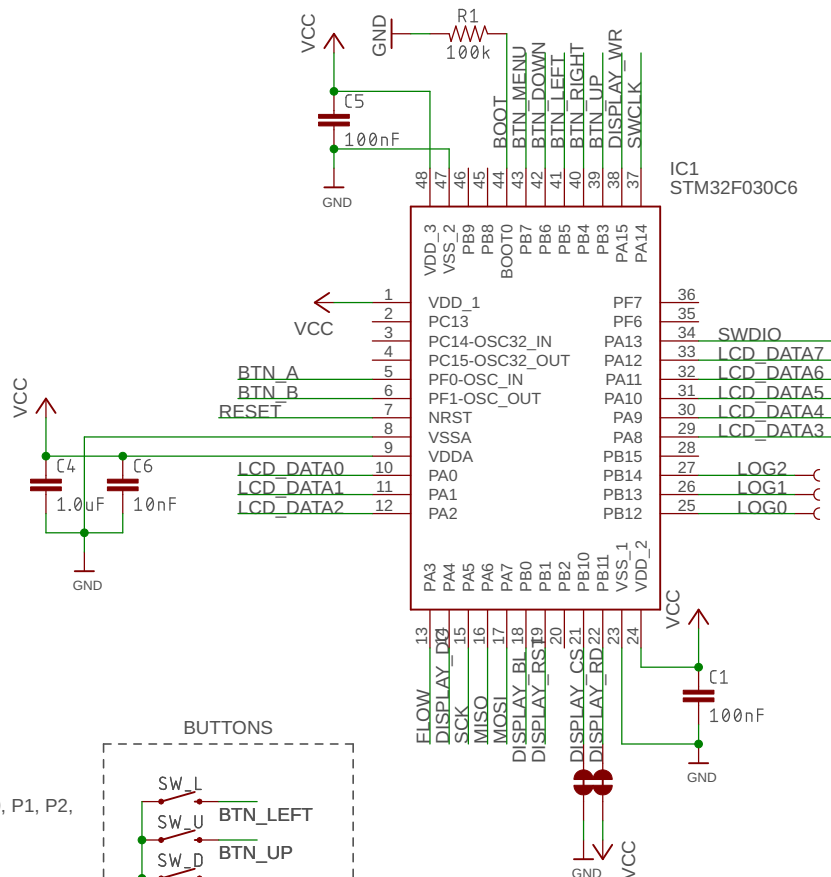 VCC
GND
R1
100k
C5
100nF
GND
BOOT
BTN_MENU
BTN_DOWN
BTN_LEFT
BTN_RIGHT
BTN_UP
DISPLAY_WR
SWCLK
IC1
STM32F030C6
48 47 46 45 44 43 42 41 40 39 38 37
VDD_3 VSS_2 PB9 PB8 BOOT0 PB7 PB6 PB5 PB4 PB3 PA15 PA14
VCC
1 VDD_1
2 PC13
3 PC14-OSC32_IN
4 PC15-OSC32_OUT
BTN_A 5 PF0-OSC_IN
BTN_B 6 PF1-OSC_OUT
RESET 7 NRST
8 VSSA
9 VDDA
LCD_DATA0 10 PA0
LCD_DATA1 11 PA1
LCD_DATA2 12 PA2
PF7 36
PF6 35
PA13 34 SWDIO
PA12 33 LCD_DATA7
PA11 32 LCD_DATA6
PA10 31 LCD_DATA5
PA9 30 LCD_DATA4
PA8 29 LCD_DATA3
PB15 28
PB14 27 LOG2
PB13 26 LOG1
PB12 25 LOG0
VCC
C4
1.0uF
C6
10nF
GND
PA3 PA4 PA5 PA6 PA7 PB0 PB1 PB2 PB10 PB11 VSS_1 VDD_2
13 14 15 16 17 18 19 20 21 22 23 24
FLOW
DISPLAY_DC
SCK
MISO
MOSI
DISPLAY_BL
DISPLAY_RST
DISPLAY_CS
DISPLAY_RD
VCC
C1
100nF
GND
GND
VCC
BUTTONS
SW_L
BTN_LEFT
SW_U
BTN_UP
SW_D
, P1, P2,